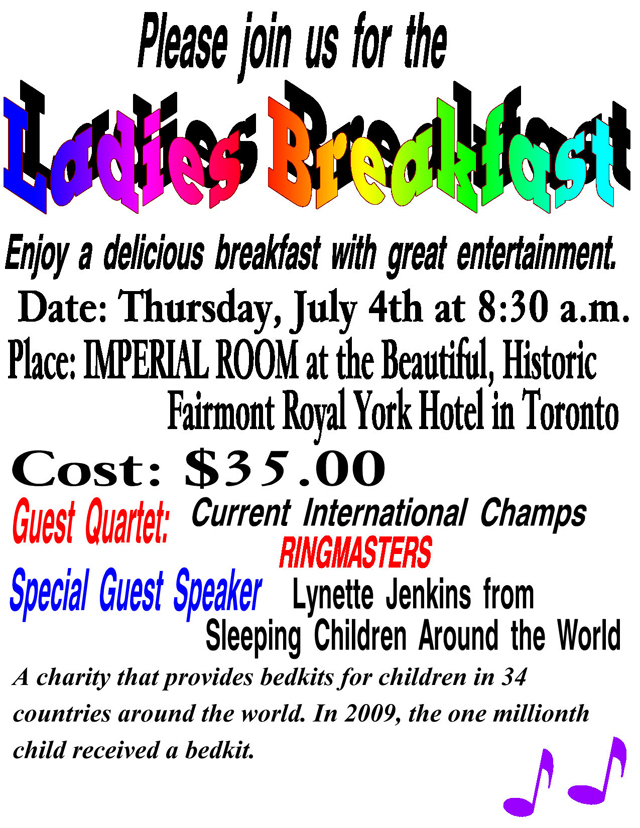 Please join us for the
Ladies Breakfast
Enjoy a delicious breakfast with great entertainment.
Date: Thursday, July 4th at 8:30 a.m.
Place: IMPERIAL ROOM at the Beautiful, Historic
Fairmont Royal York Hotel in Toronto
Cost: $35.00
Guest Quartet: Current International Champs
RINGMASTERS
Special Guest Speaker Lynette Jenkins from
Sleeping Children Around the World
A charity that provides bedkits for children in 34
countries around the world. In 2009, the one millionth
child received a bedkit.